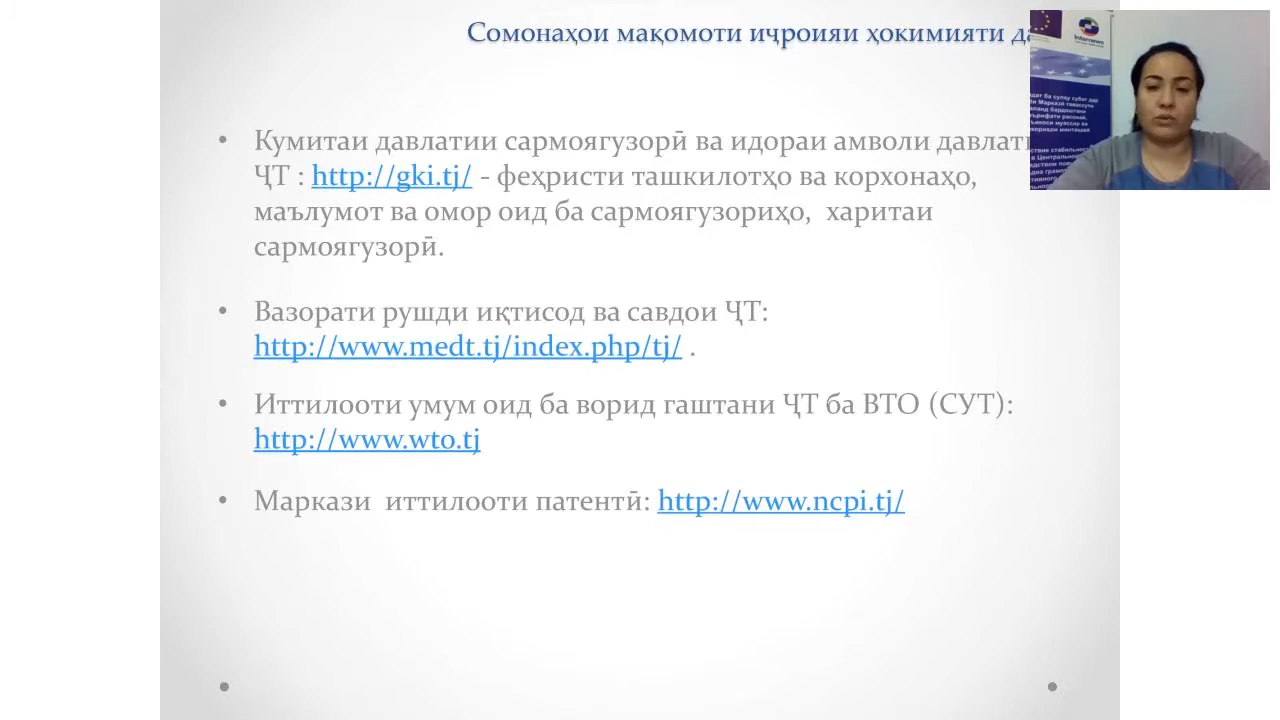 Сомонаҳои мақомоти иҷроияи ҳокимияти
• Кумитаи давлатии сармоягузорӣ ва идораи амволи давлати
ҶТ : http://gki.tj/ - феҳристи ташкилотҳо ва корхонаҳо,
маълумот ва омор оид ба сармоягузориҳо, харитаи
сармоягузорӣ.
• Вазорати рушди иқтисод ва савдои ҶТ:
http://www.medt.tj/index.php/tj/ .
• Иттилооти умум оид ба ворид гаштани ҶТ ба ВТО (СУТ):
http://www.wto.tj
• Маркази иттилооти патентӣ: http://www.ncpi.tj/
Internews